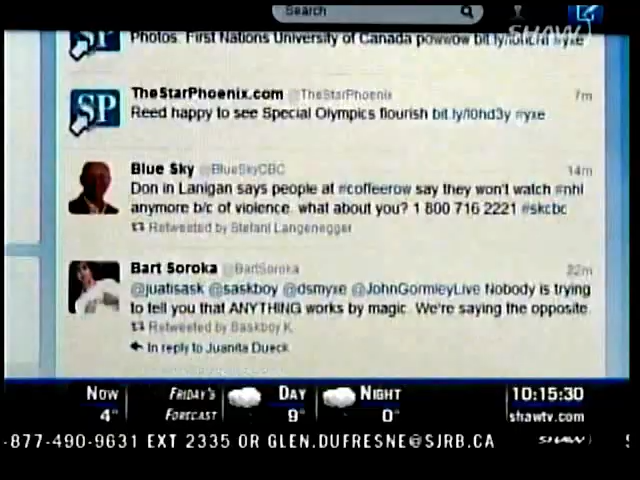 Search
SHAW)
SP
Photos: First Nations University of Canada powwow
#yxe
SP
TheStarPhoenix.com @TheStarPhoenix 7m
Reed happy to see Special Olympics flourish bit.ly/l0hd3y #yxe
Blue Sky @BlueSkyCBC 14m
Don in Lanigan says people at #coffeerow say they won't watch #nhl
anymore b/c of violence. what about you? 1 800 716 2221 #skcbc
Retweeted by Stefani Langenegger
Bart Soroka @BartSoroka 22m
@juatisask @saskboy @dsmyxe @JohnGormleyLive Nobody is trying
to tell you that ANYTHING works by magic. We're saying the opposite.
Retweeted by Saskboy K.
In reply to Juanita Dueck
NOW FRIDAY'S DAY NIGHT 10:15:30
4° FORECAST 9° 0° shawtv.com
-877-490-9631 EXT 2335 OR GLEN.DUFRESNE@SJRB.CA SHAW)